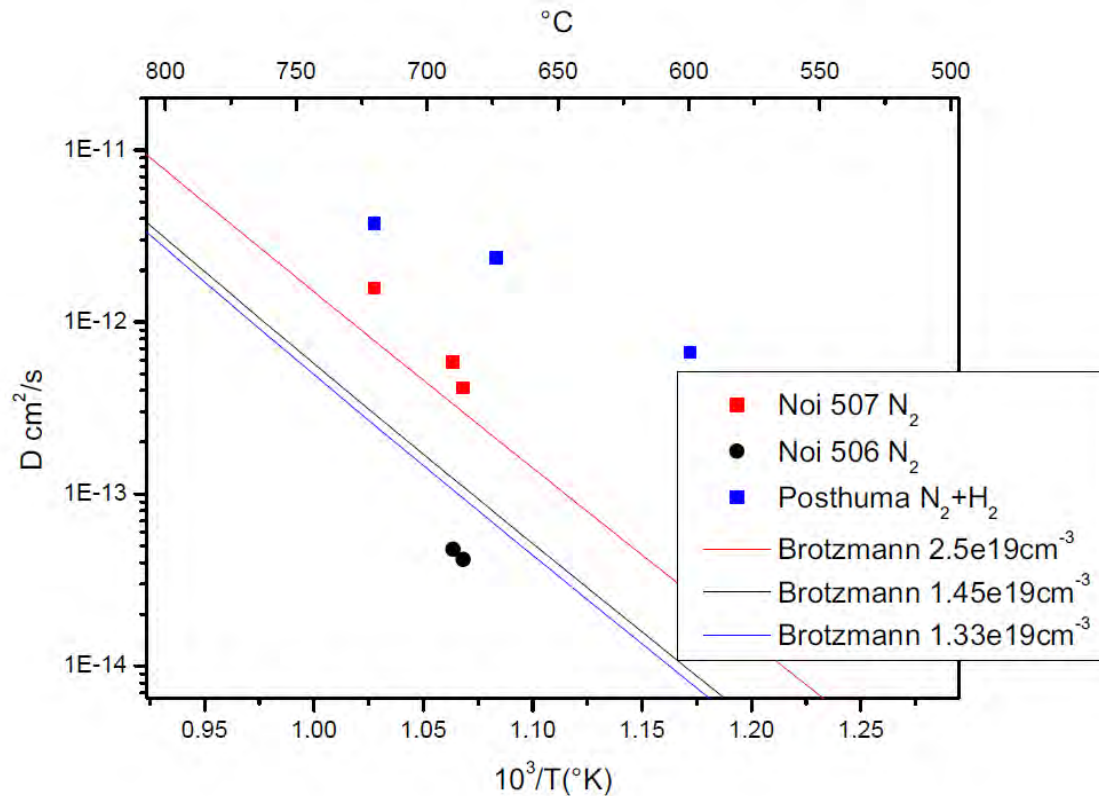 °C
800 750 700 650 600 550 500
1E-11
1E-12
1E-13
1E-14
D cm²/s
0.95 1.00 1.05 1.10 1.15 1.20 1.25
10³/T(°K)
Noi 507 N₂
Noi 506 N₂
Posthuma N₂+H₂
Brotzmann 2.5e19cm⁻³
Brotzmann 1.45e19cm⁻³
Brotzmann 1.33e19cm⁻³